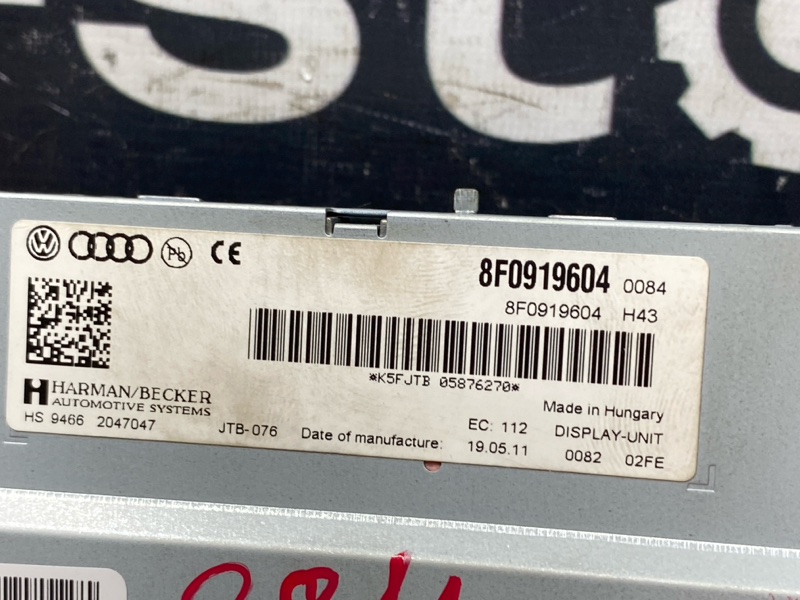 8F0919604 0084
8F0919604 H43
*K5FJTB 05876270*
HARMAN/BECKER
AUTOMOTIVE SYSTEMS
Made in Hungary
HS 9466 2047047 JTB-076 Date of manufacture: EC: 112 DISPLAY-UNIT
19.05.11 0082 02FE